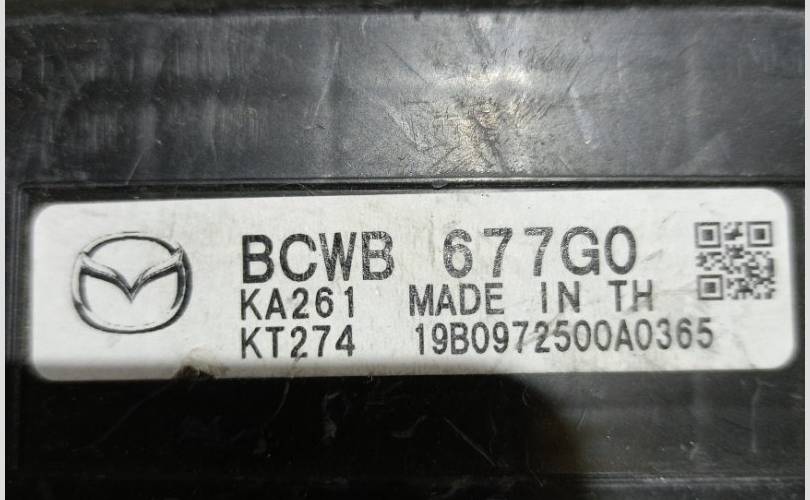 BCWB 677G0
KA261 MADE IN TH
KT274 19B0972500A0365